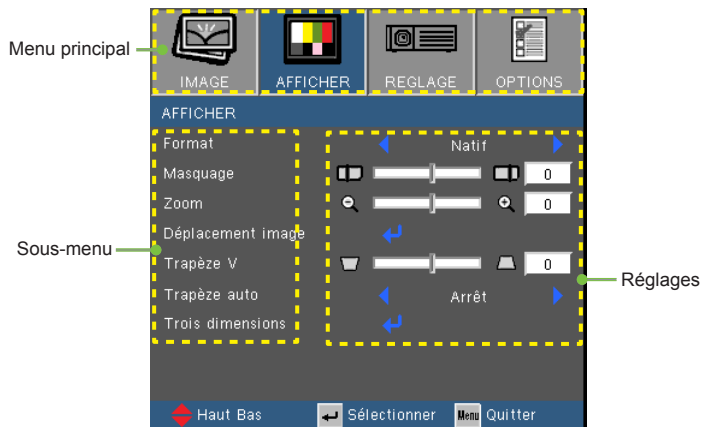 Menu principal
IMAGE AFFICHER REGLAGE OPTIONS
AFFICHER
Format Natif
Masquage 0
Zoom 0
Déplacement image
Sous-menu
Trapèze V 0
Réglages
Trapèze auto Arrêt
Trois dimensions
Haut Bas Sélectionner Menu Quitter